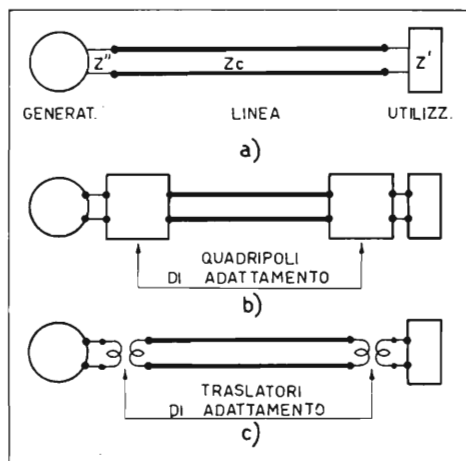 Z" Zc Z'
GENERAT. LINEA UTILIZZ.
a)
QUADRIPOLI
DI ADATTAMENTO
b)
TRASLATORI
DI ADATTAMENTO
c)